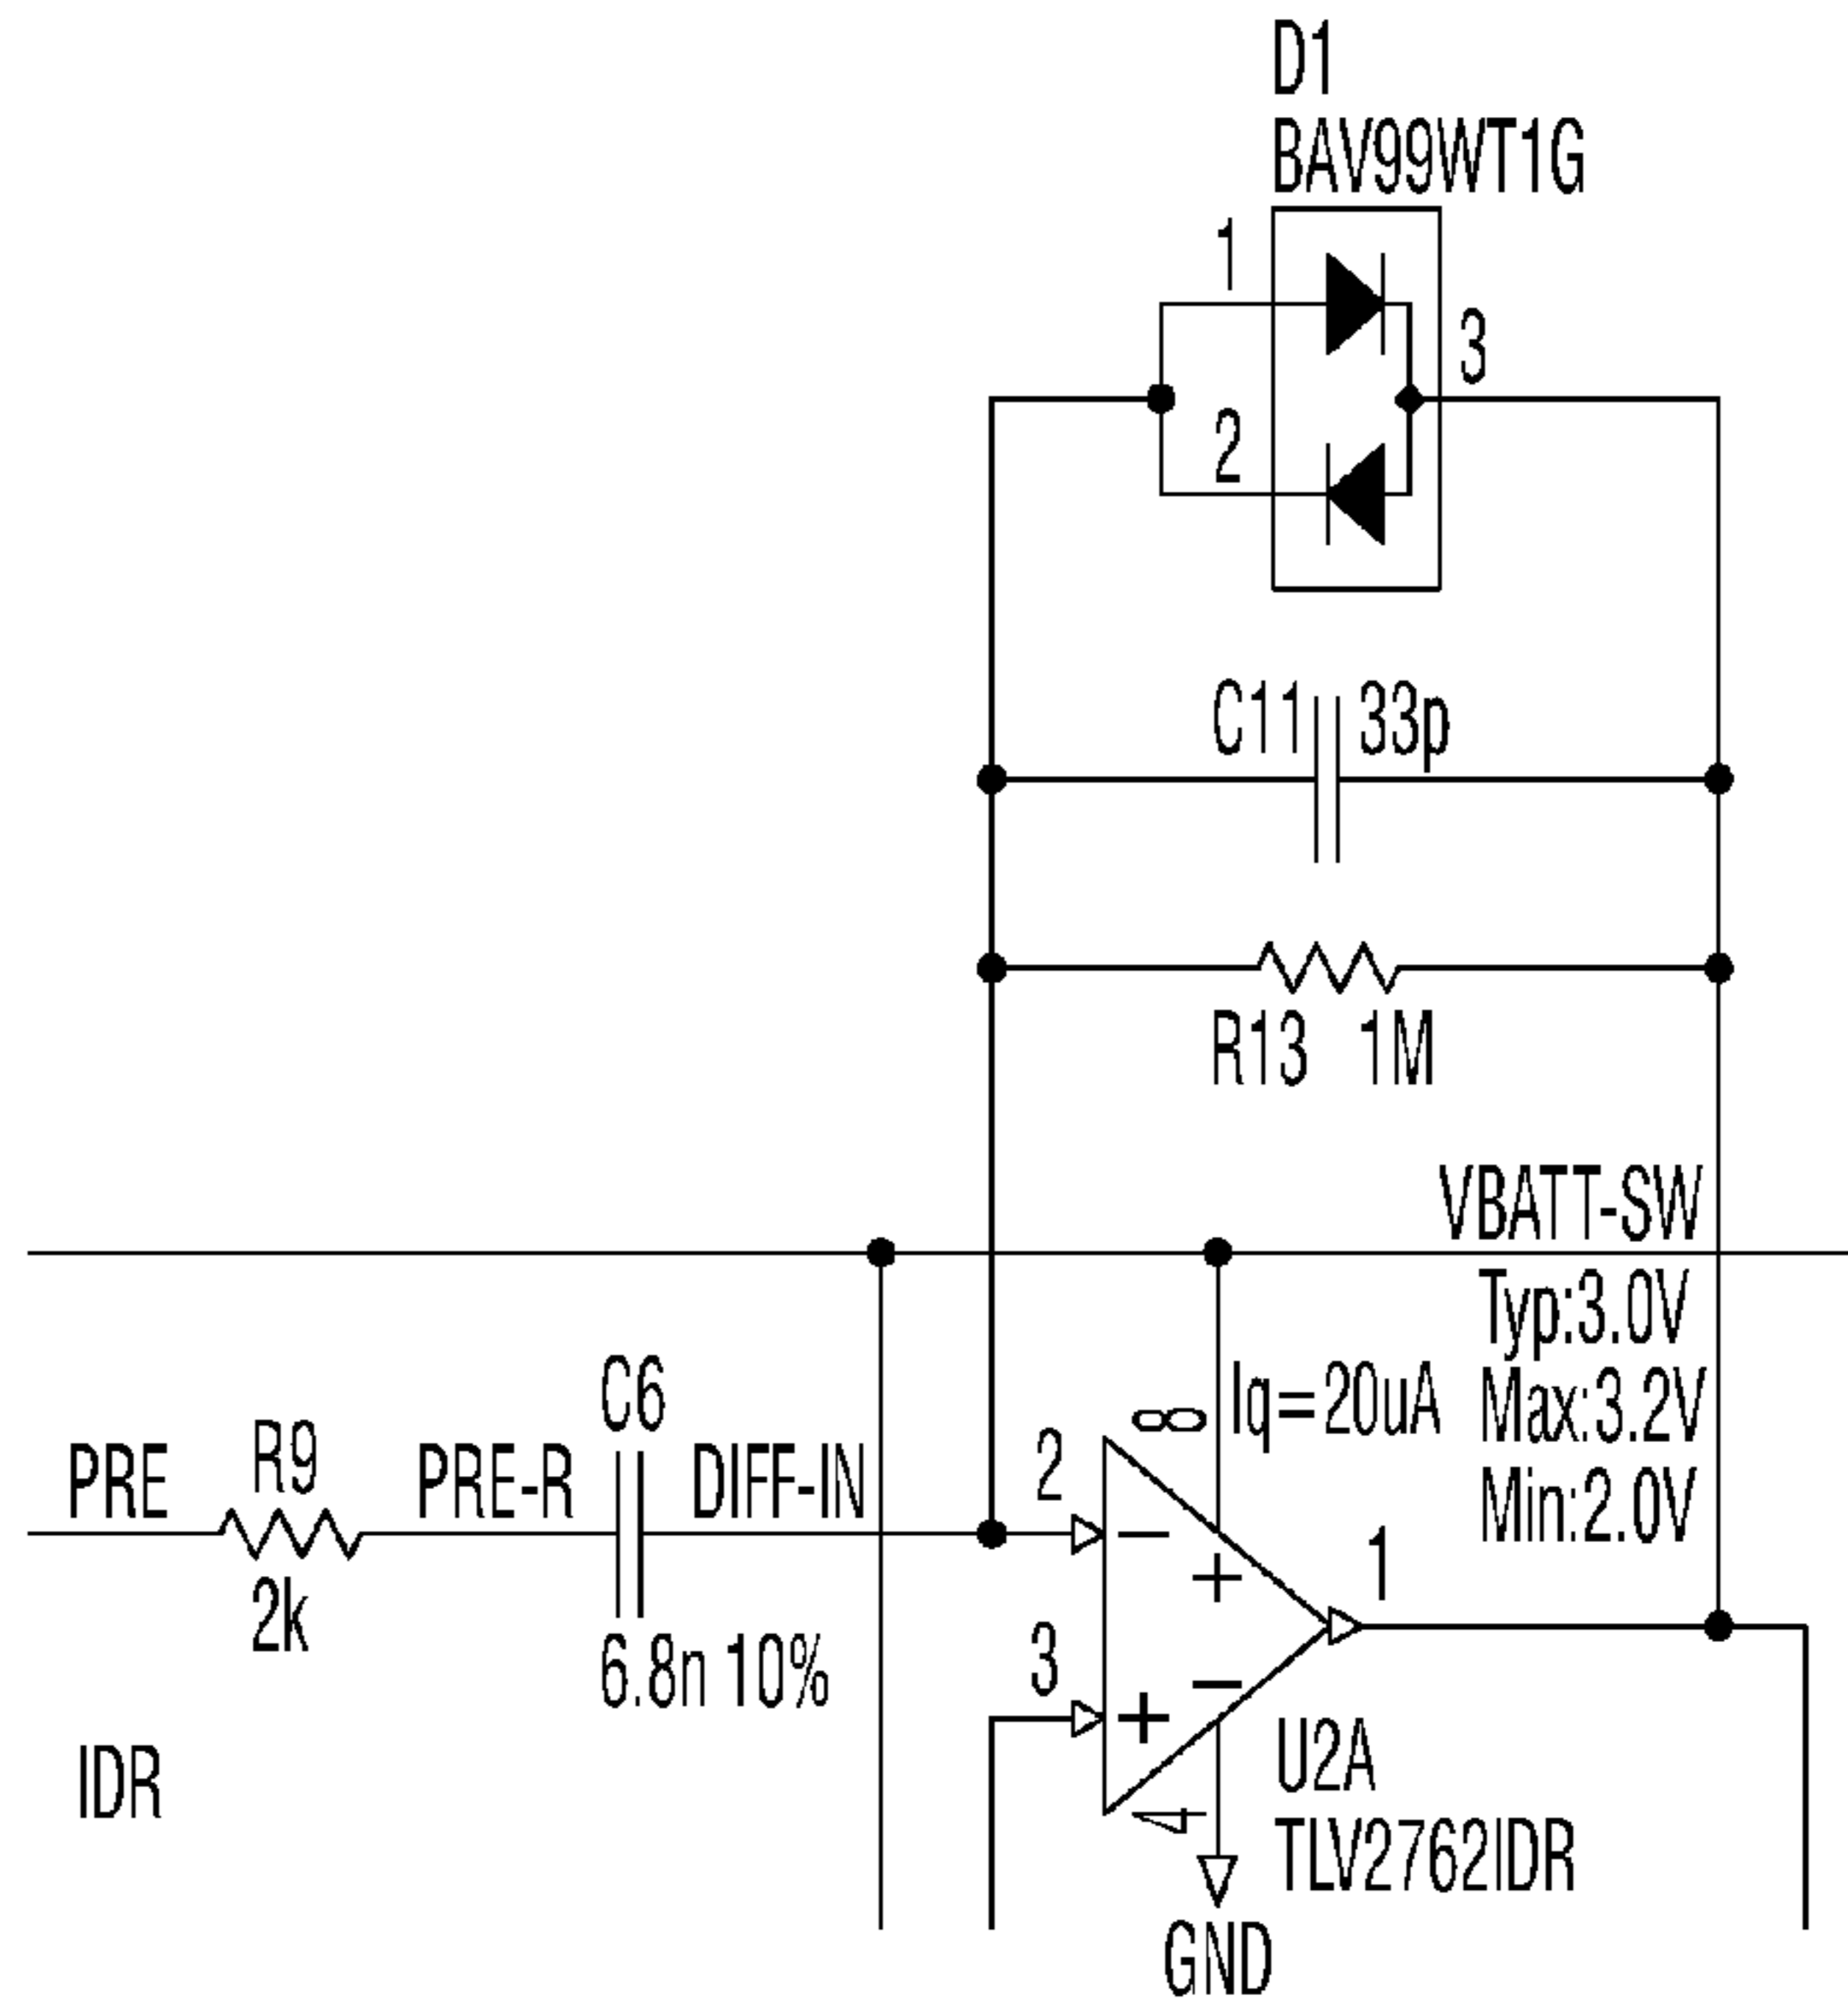 D1
BAV99WT1G
1
3
2
C11 33p
R13 1M
VBATT-SW
Typ:3.0V
Max:3.2V
Min:2.0V
Iq=20uA
8
C6
R9
PRE
PRE-R
DIFF-IN
2
2k
6.8n 10%
1
3
IDR
U2A
TLV2762IDR
4
GND